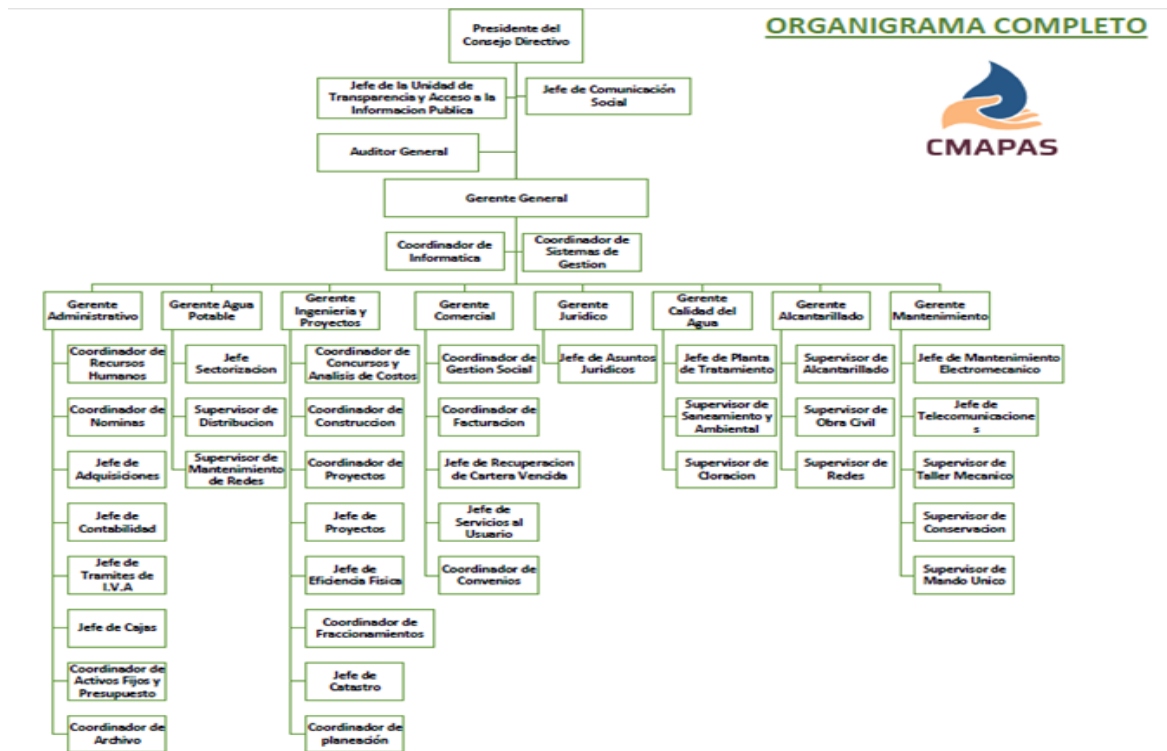 ORGANIGRAMA COMPLETO
CMAPAS
Presidente del
Consejo Directivo
Jefe de la Unidad de
Transparencia y Acceso a la
Informacion Publica
Jefe de Comunicación
Social
Auditor General
Gerente General
Coordinador de
Informatica
Coordinador de
Sistemas de
Gestion
Gerente
Administrativo
Gerente Agua
Potable
Gerente
Ingenieria y
Proyectos
Gerente
Comercial
Gerente
Juridico
Gerente
Calidad del
Agua
Gerente
Alcantarillado
Gerente
Mantenimiento
Coordinador de
Recursos
Humanos
Coordinador de
Nominas
Jefe de
Adquisiciones
Jefe de
Contabilidad
Jefe de
Tramites de
I.V.A
Jefe de Cajas
Coordinador de
Activos Fijos y
Presupuesto
Coordinador de
Archivo
Jefe
Sectorizacion
Supervisor de
Distribucion
Supervisor de
Mantenimiento
de Redes
Coordinador de
Concursos y
Analisis de Costos
Coordinador de
Construccion
Coordinador de
Proyectos
Jefe de
Proyectos
Jefe de
Eficiencia Fisica
Coordinador de
Fraccionamientos
Jefe de
Catastro
Coordinador de
planeación
Coordinador de
Gestion Social
Coordinador de
Facturacion
Jefe de Recuperacion
de Cartera Vencida
Jefe de
Servicios al
Usuario
Coordinador de
Convenios
Jefe de Asuntos
Juridicos
Jefe de Planta
de Tratamiento
Supervisor de
Saneamiento y
Ambiental
Supervisor de
Cloracion
Supervisor de
Alcantarillado
Supervisor de
Obra Civil
Supervisor de
Redes
Jefe de Mantenimiento
Electromecanico
Jefe de
Telecomunicacione
s
Supervisor de
Taller Mecanico
Supervisor de
Conservacion
Supervisor de
Mando Unico